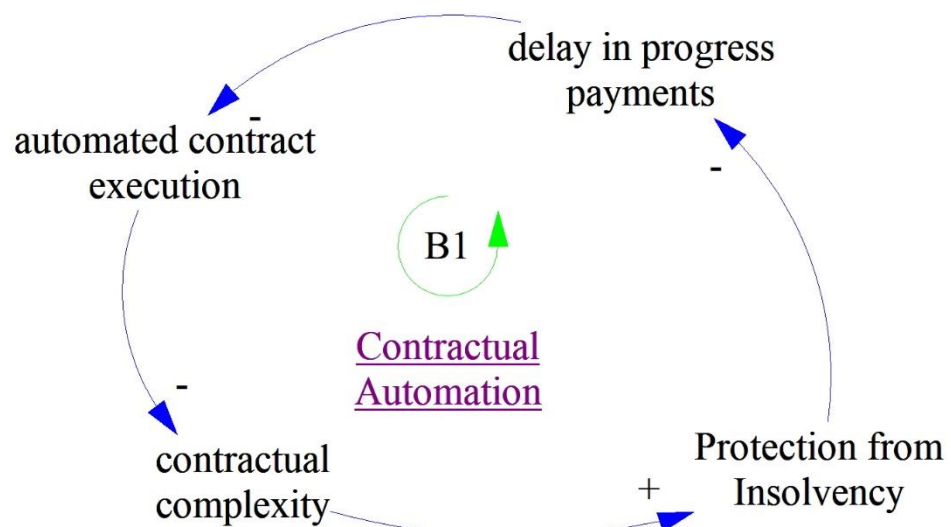 delay in progress
payments
-
automated contract
execution
-
B1
Contractual
Automation
-
contractual
complexity
+
Protection from
Insolvency